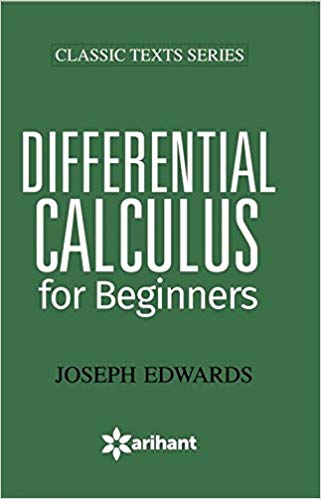 CLASSIC TEXTS SERIES
DIFFERENTIAL
CALCULUS
for Beginners
JOSEPH EDWARDS
arihant